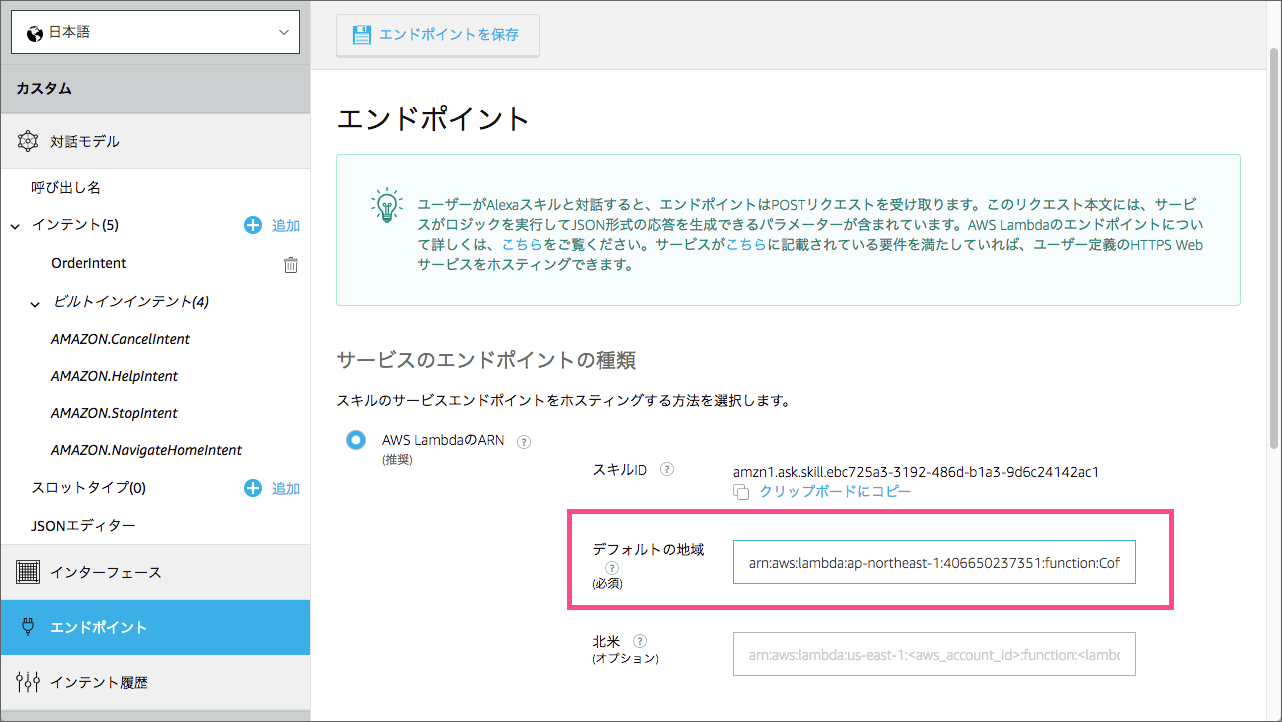 日本語
カスタム
対話モデル
呼び出し名
インテント(5)
追加
OrderIntent
ビルトインインテント(4)
AMAZON.CancelIntent
AMAZON.HelpIntent
AMAZON.StopIntent
AMAZON.NavigateHomeIntent
スロットタイプ(0)
追加
JSONエディター
インターフェース
エンドポイント
インテント履歴
エンドポイントを保存
エンドポイント
ユーザーがAlexaスキルと対話すると、エンドポイントはPOSTリクエストを受け取ります。このリクエスト本文には、サービ
スがロジックを実行してJSON形式の応答を生成できるパラメーターが含まれています。AWS Lambdaのエンドポイントについ
て詳しくは、こちらをご覧ください。サービスがこちらに記載されている要件を満たしていれば、ユーザー定義のHTTPS Web
サービスをホスティングできます。
サービスのエンドポイントの種類
スキルのサービスエンドポイントをホスティングする方法を選択します。
AWS LambdaのARN ?
(推奨)
スキルID ?
amzn1.ask.skill.ebc725a3-3192-486d-b1a3-9d6c24142ac1
クリップボードにコピー
デフォルトの地域
?
(必須)
arn:aws:lambda:ap-northeast-1:406650237351:function:Cof
北米 ?
(オプション)
arn:aws:lambda:us-east-1:<aws_account_id>:function:<lambd